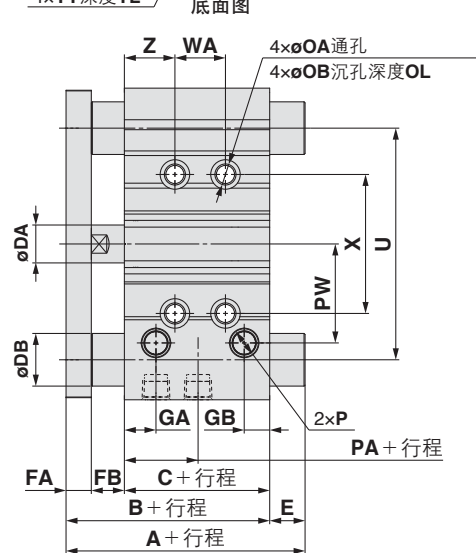 底面图
Z WA
4×øOA通孔
4×øOB沉孔深度OL
øDA
X
U
PW
øDB
GA GB
2×P
PA+行程
FA FB C+行程
B+行程 E
A+行程